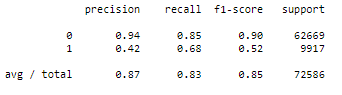 precision recall f1-score support
0 0.94 0.85 0.90 62669
1 0.42 0.68 0.52 9917
avg / total 0.87 0.83 0.85 72586